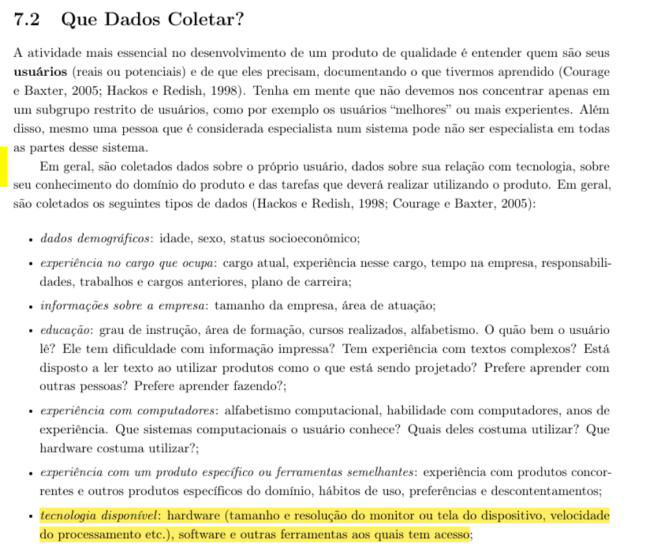 7.2 Que Dados Coletar?
A atividade mais essencial no desenvolvimento de um produto de qualidade é entender quem são seus
usuários (reais ou potenciais) e de que eles precisam, documentando o que tivermos aprendido (Courage
e Baxter, 2005; Hackos e Redish, 1998). Tenha em mente que não devemos nos concentrar apenas em
um subgrupo restrito de usuários, como por exemplo os usuários “melhores” ou mais experientes. Além
disso, mesmo uma pessoa que é considerada especialista num sistema pode não ser especialista em todas
as partes desse sistema.
Em geral, são coletados dados sobre o próprio usuário, dados sobre sua relação com tecnologia, sobre
seu conhecimento do domínio do produto e das tarefas que deverá realizar utilizando o produto. Em geral,
são coletados os seguintes tipos de dados (Hackos e Redish, 1998; Courage e Baxter, 2005):
• dados demográficos: idade, sexo, status socioeconômico;
• experiência no cargo que ocupa: cargo atual, experiência nesse cargo, tempo na empresa, responsabili-
dades, trabalhos e cargos anteriores, plano de carreira;
• informações sobre a empresa: tamanho da empresa, área de atuação;
• educação: grau de instrução, área de formação, cursos realizados, alfabetismo. O quão bem o usuário
lê? Ele tem dificuldade com informação impressa? Tem experiência com textos complexos? Está
disposto a ler texto ao utilizar produtos como o que está sendo projetado? Prefere aprender com
outras pessoas? Prefere aprender fazendo?;
• experiência com computadores: alfabetismo computacional, habilidade com computadores, anos de
experiência. Que sistemas computacionais o usuário conhece? Quais deles costuma utilizar? Que
hardware costuma utilizar?;
• experiência com um produto específico ou ferramentas semelhantes: experiência com produtos concor-
rentes e outros produtos específicos do domínio, hábitos de uso, preferências e descontentamentos;
• tecnologia disponível: hardware (tamanho e resolução do monitor ou tela do dispositivo, velocidade
do processamento etc.), software e outras ferramentas aos quais tem acesso;